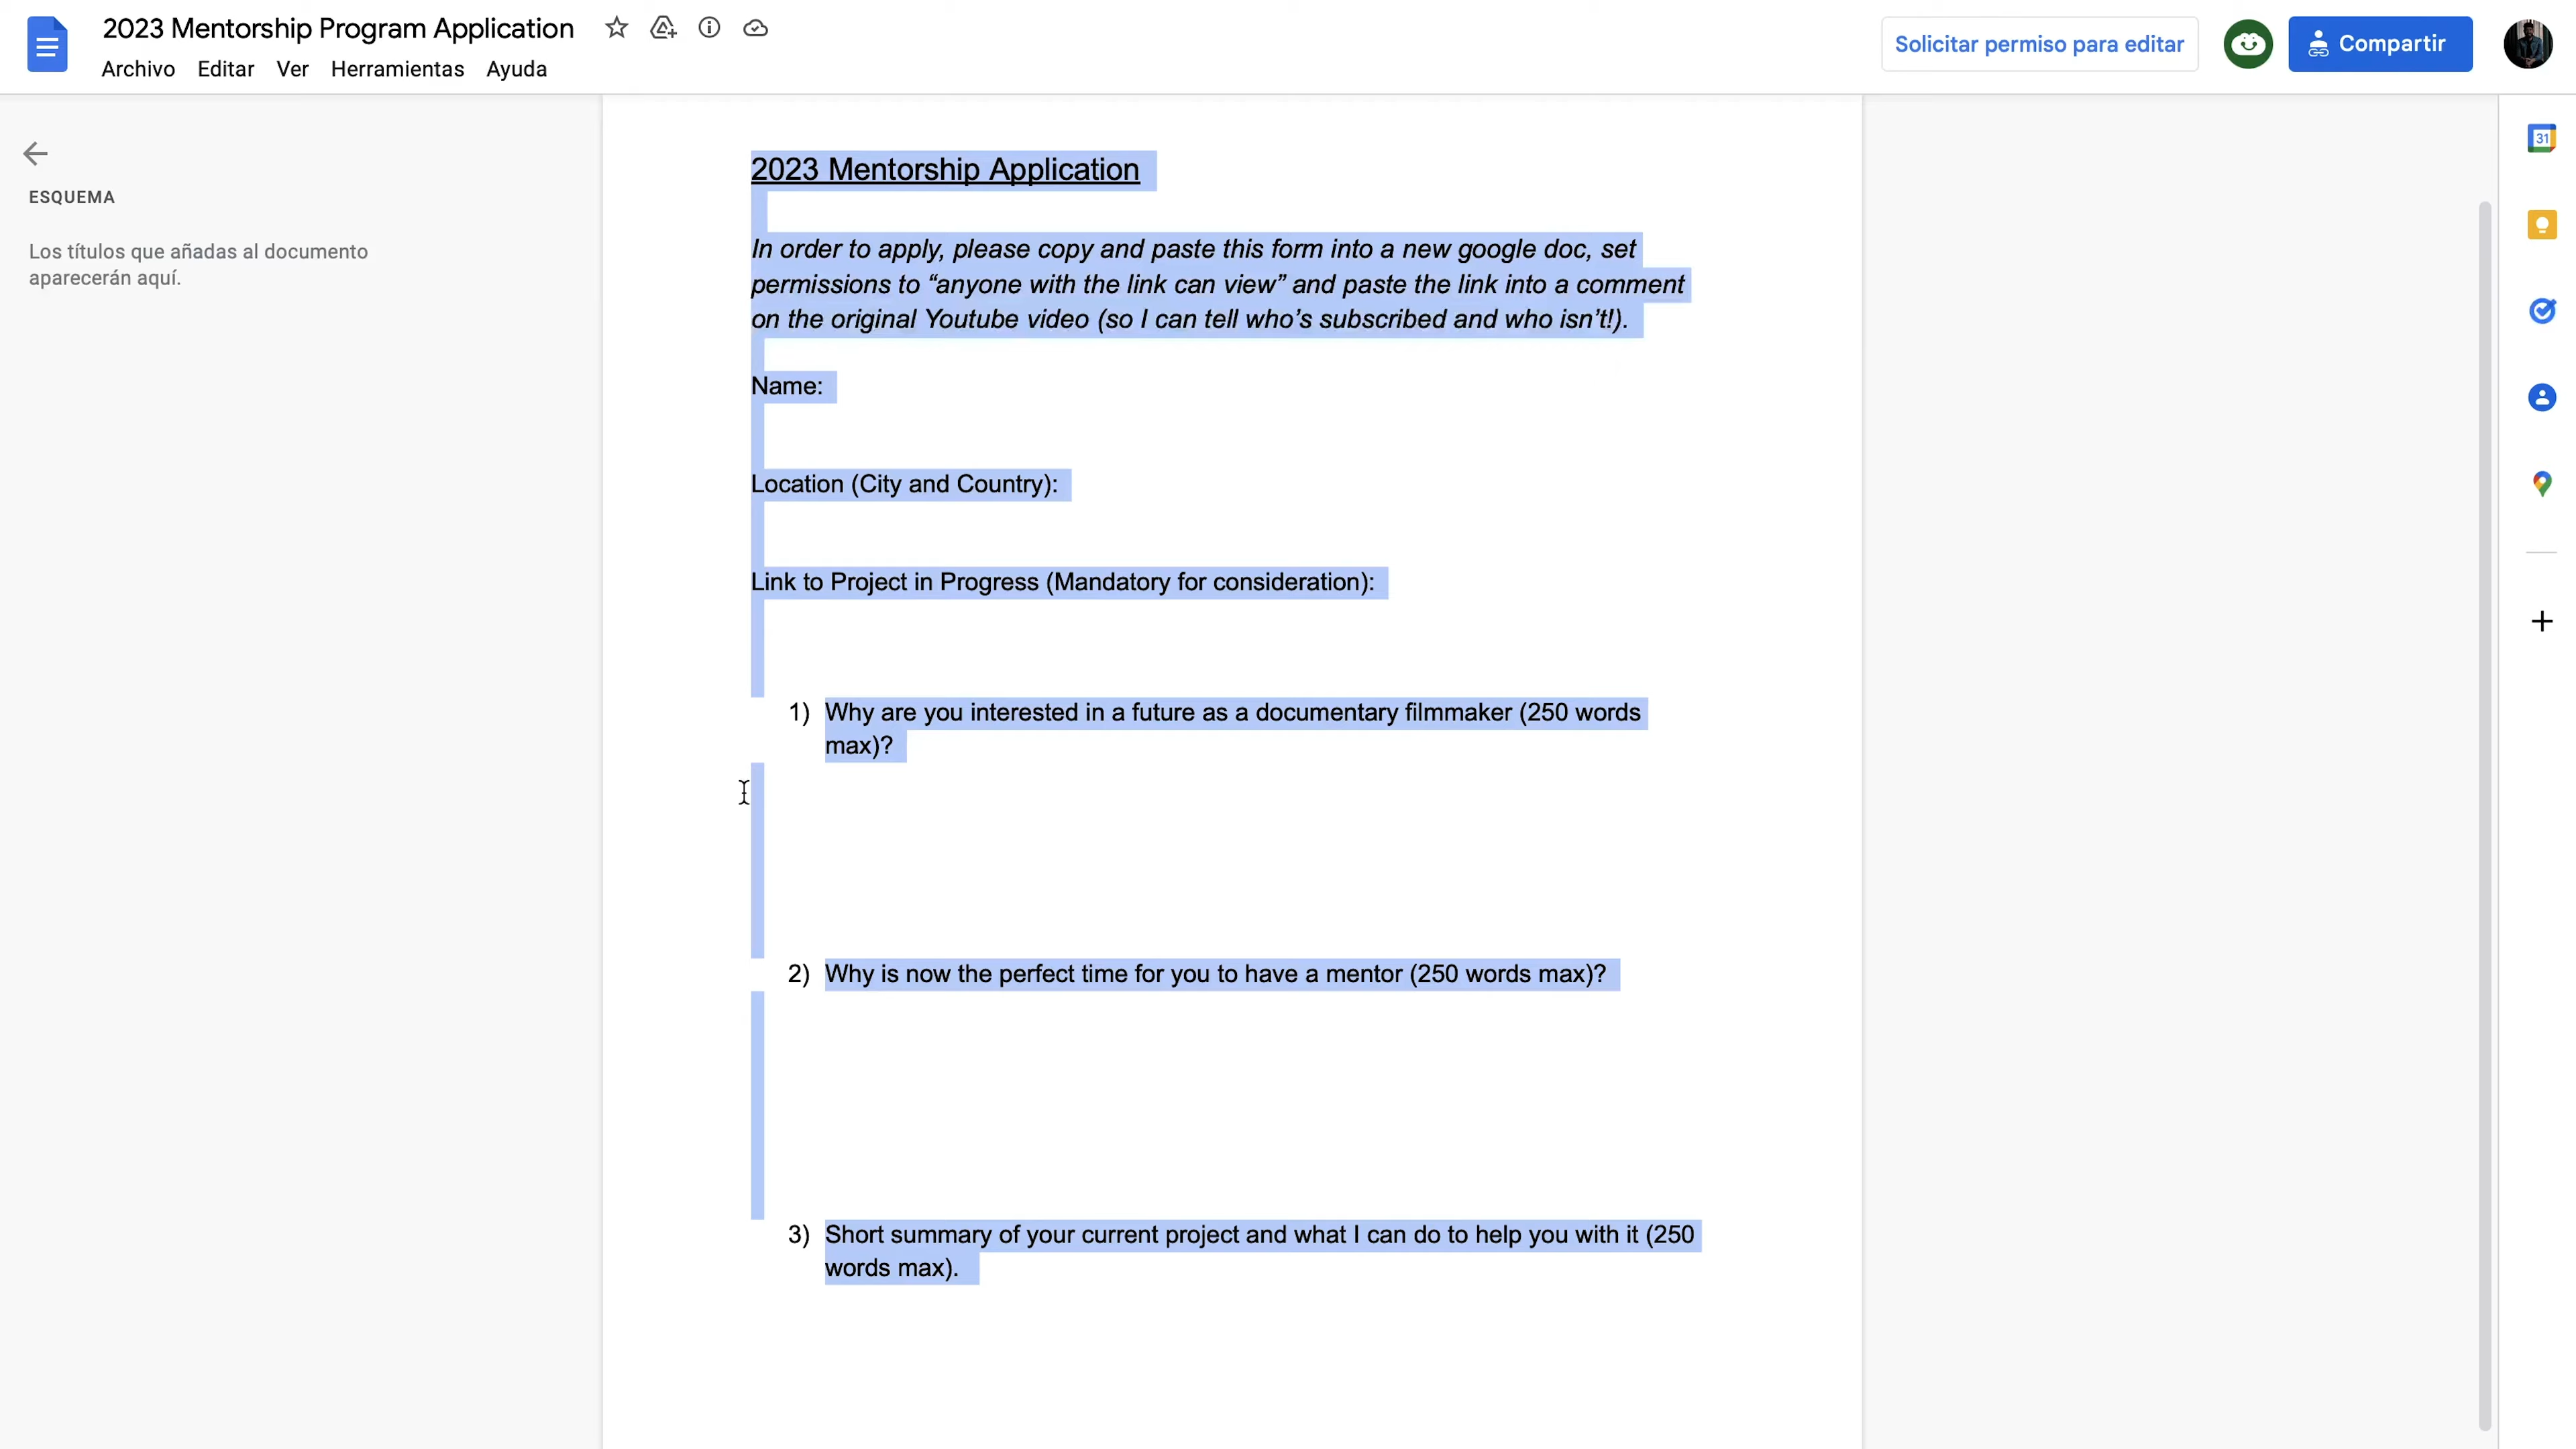 2023 Mentorship Program Application
Archivo Editar Ver Herramientas Ayuda
Solicitar permiso para editar
Compartir
31
ESQUEMA
Los títulos que añadas al documento
aparecerán aquí.
2023 Mentorship Application
In order to apply, please copy and paste this form into a new google doc, set
permissions to “anyone with the link can view” and paste the link into a comment
on the original Youtube video (so I can tell who’s subscribed and who isn’t!).
Name:
Location (City and Country):
Link to Project in Progress (Mandatory for consideration):
1) Why are you interested in a future as a documentary filmmaker (250 words
max)?
2) Why is now the perfect time for you to have a mentor (250 words max)?
3) Short summary of your current project and what I can do to help you with it (250
words max).